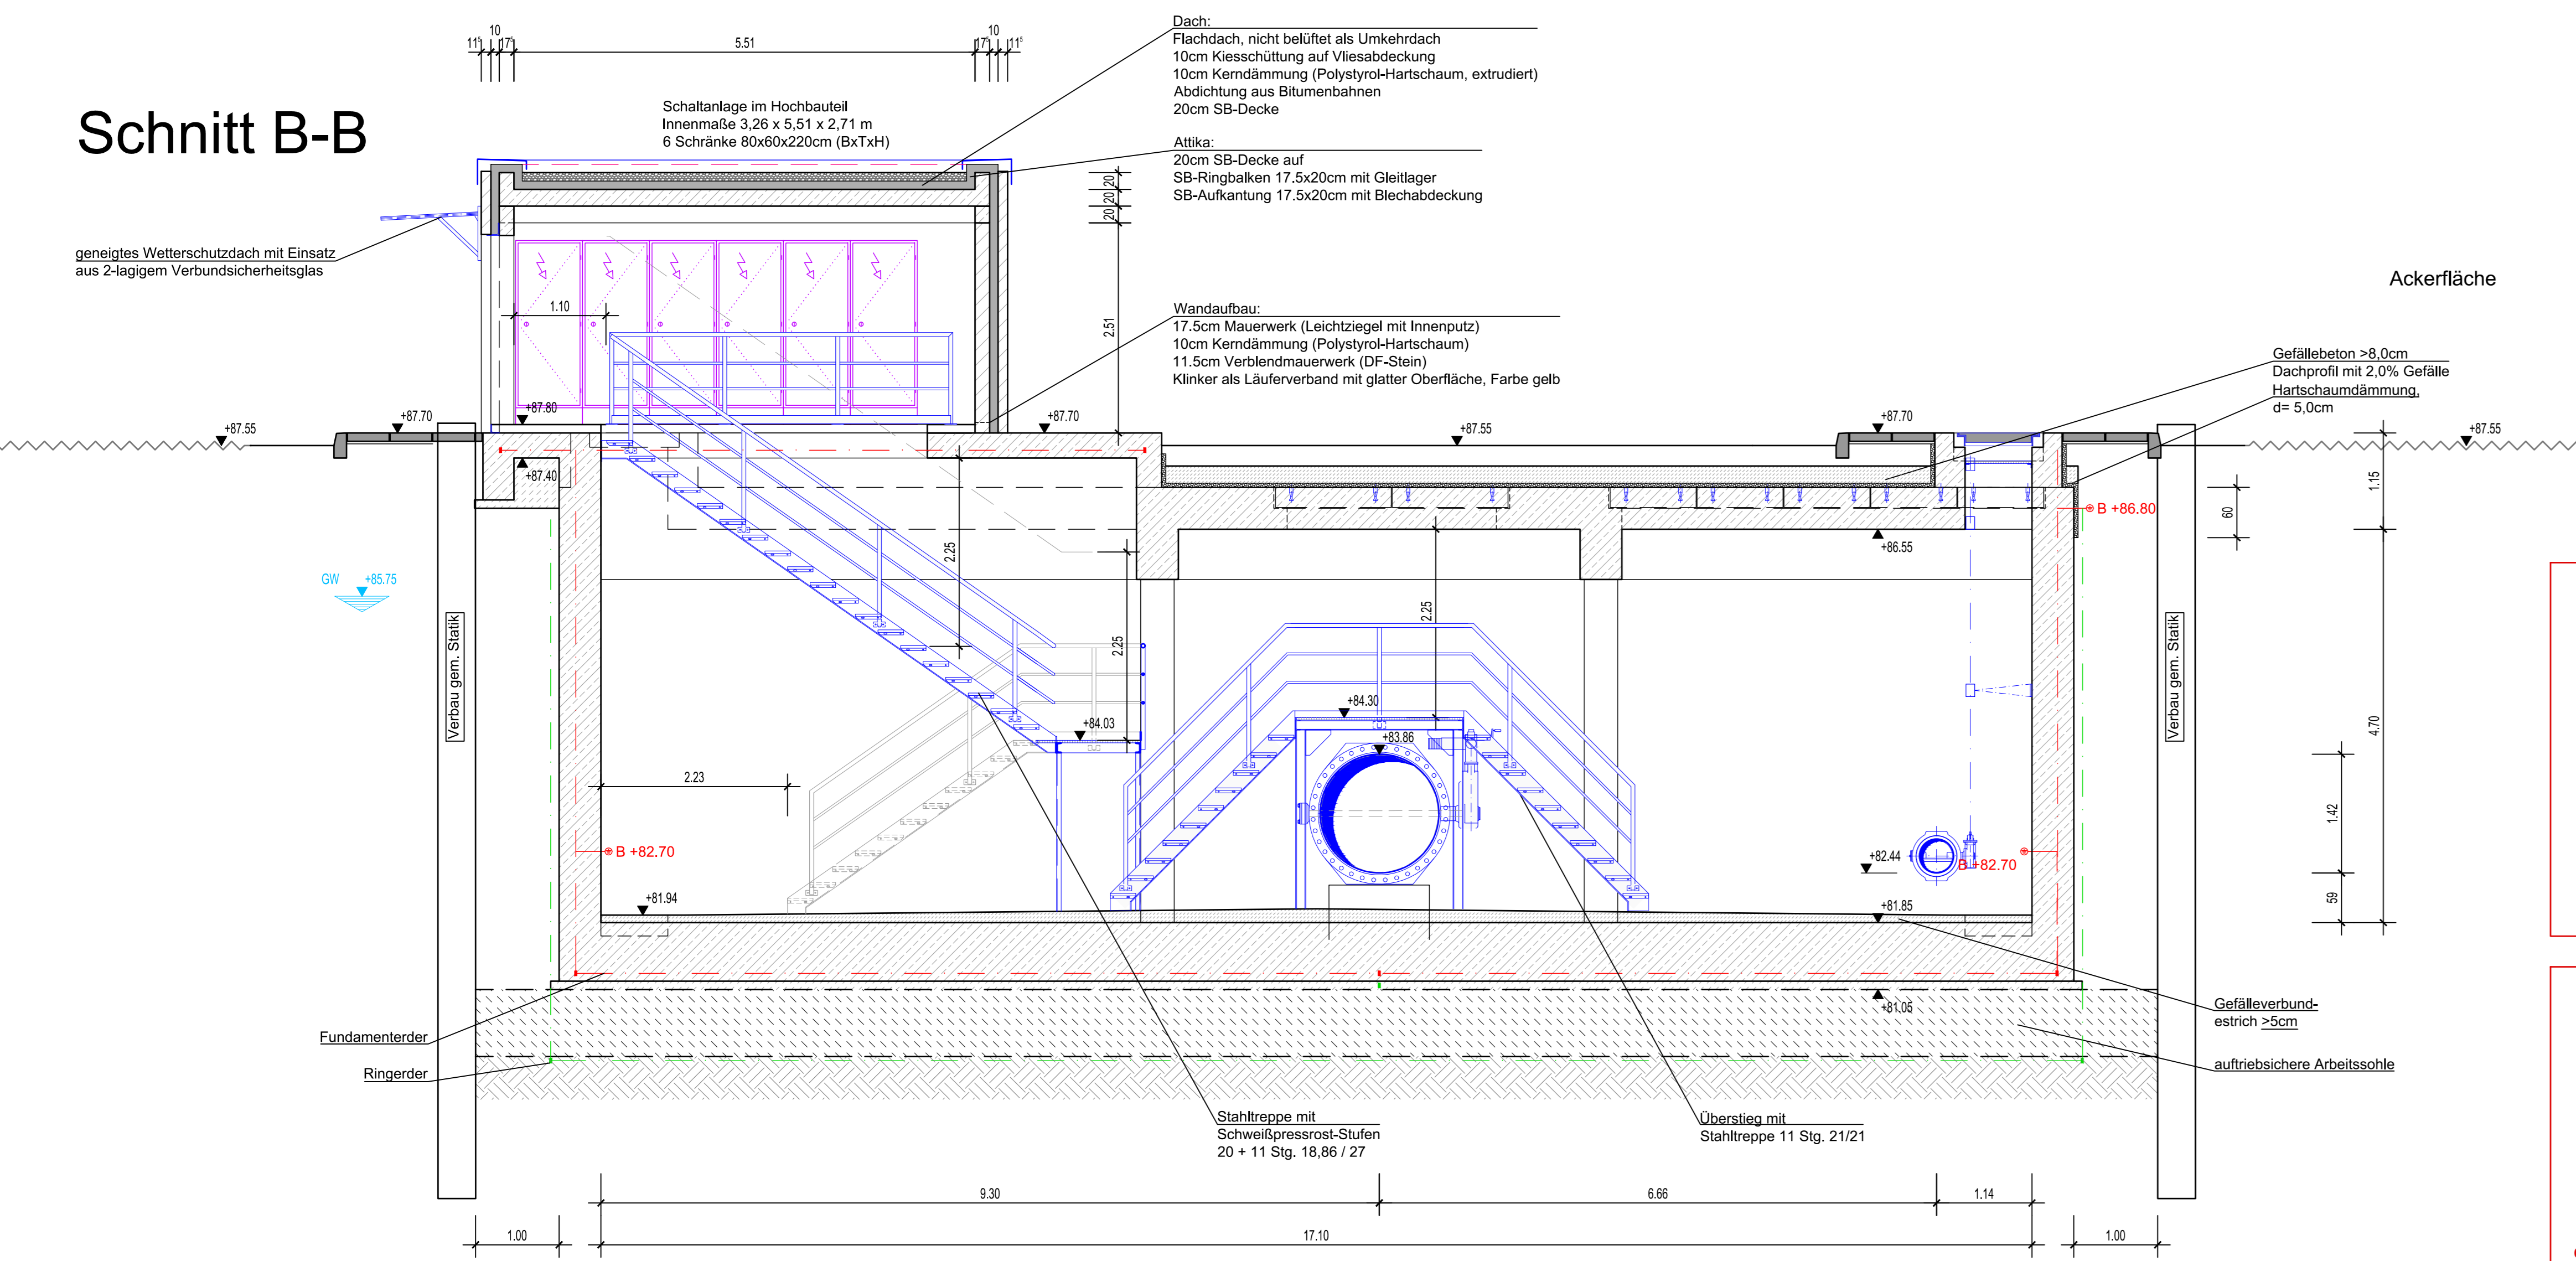 Schnitt B-B
11⁵
10
17⁵
5.51
17⁵
10
11⁵
Schaltanlage im Hochbauteil
Innenmaße 3,26 x 5,51 x 2,71 m
6 Schränke 80x60x220cm (BxTxH)
Dach:
Flachdach, nicht belüftet als Umkehrdach
10cm Kiesschüttung auf Vliesabdeckung
10cm Kerndämmung (Polystyrol-Hartschaum, extrudiert)
Abdichtung aus Bitumenbahnen
20cm SB-Decke
Attika:
20cm SB-Decke auf
SB-Ringbalken 17.5x20cm mit Gleitlager
SB-Aufkantung 17.5x20cm mit Blechabdeckung
20
20
20
2.51
geneigtes Wetterschutzdach mit Einsatz
aus 2-lagigem Verbundsicherheitsglas
1.10
Wandaufbau:
17.5cm Mauerwerk (Leichtziegel mit Innenputz)
10cm Kerndämmung (Polystyrol-Hartschaum)
11.5cm Verblendmauerwerk (DF-Stein)
Klinker als Läuferverband mit glatter Oberfläche, Farbe gelb
Ackerfläche
Gefällebeton >8,0cm
Dachprofil mit 2,0% Gefälle
Hartschaumdämmung,
d= 5,0cm
+87.55
+87.70
+87.80
+87.40
+87.70
+87.55
+87.70
+87.55
1.15
60
B +86.80
+86.55
GW +85.75
Verbau gem. Statik
2.25
2.25
2.25
Verbau gem. Statik
+84.03
+84.30
+83.86
4.70
2.23
1.42
B +82.70
+82.44
B +82.70
+81.94
+81.85
59
+81.05
Gefälleverbund-
estrich >5cm
Fundamenterder
Ringerder
auftriebsichere Arbeitssohle
Stahltreppe mit
Schweißpressrost-Stufen
20 + 11 Stg. 18,86 / 27
Überstieg mit
Stahltreppe 11 Stg. 21/21
9.30
6.66
1.14
1.00
17.10
1.00